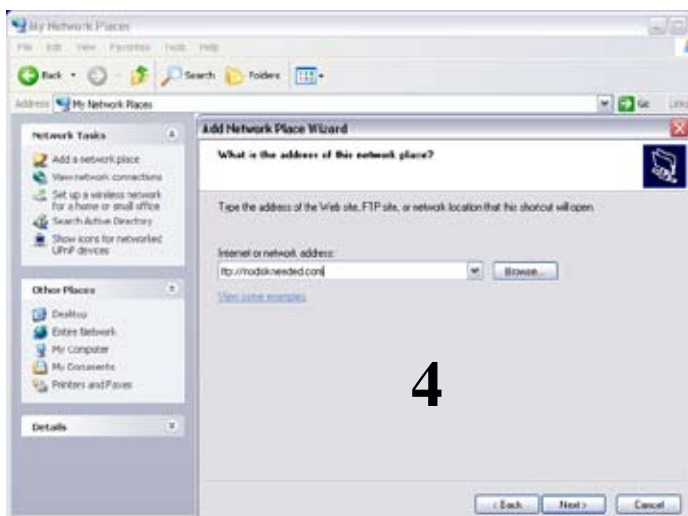 My Network Places
File Edit View Favorites Tools Help
Back Search Folders
Address My Network Places Go
Network Tasks
Add a network place
View network connections
Set up a wireless network
for a home or small office
Search Active Directory
Show icons for networked
UPnP devices
Other Places
Desktop
Entire Network
My Computer
My Documents
Printers and Faxes
Details
Add Network Place Wizard
What is the address of this network place?
Type the address of the Web site, FTP site, or network location that this shortcut will open.
Internet or network address:
ftp://nodiskneeded.com
Browse...
View some examples
4
< Back Next > Cancel